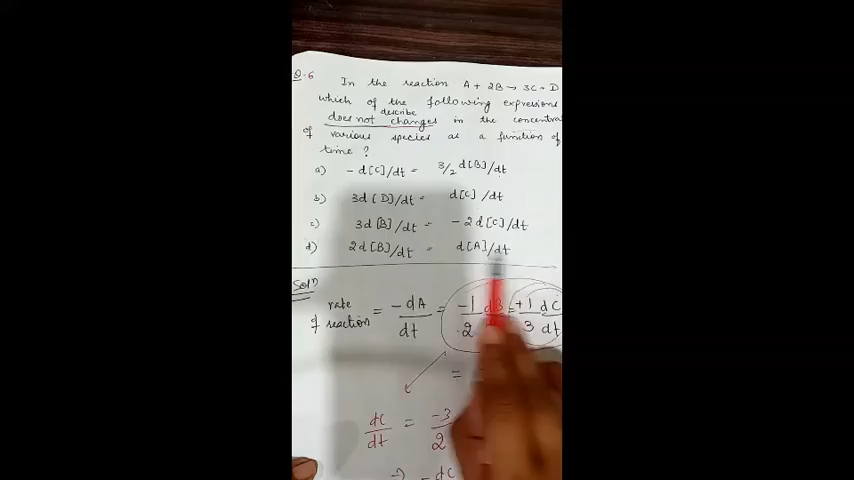 Q.6 In the reaction A + 2B → 3C + D
which of the following expressions
describe
does not changes in the concentrat
of various species as a function of
time ?
a) - d[C]/dt = 3/2 d[B]/dt
b) 3d[D]/dt = d[C]/dt
c) 3d[B]/dt = -2d[C]/dt
d) 2d[B]/dt = d[A]/dt
Soln
rate of reaction = -dA/dt = -1/2 dB = +1/3 dC/dt
=
dC/dt = -3/2
⇒ -dC